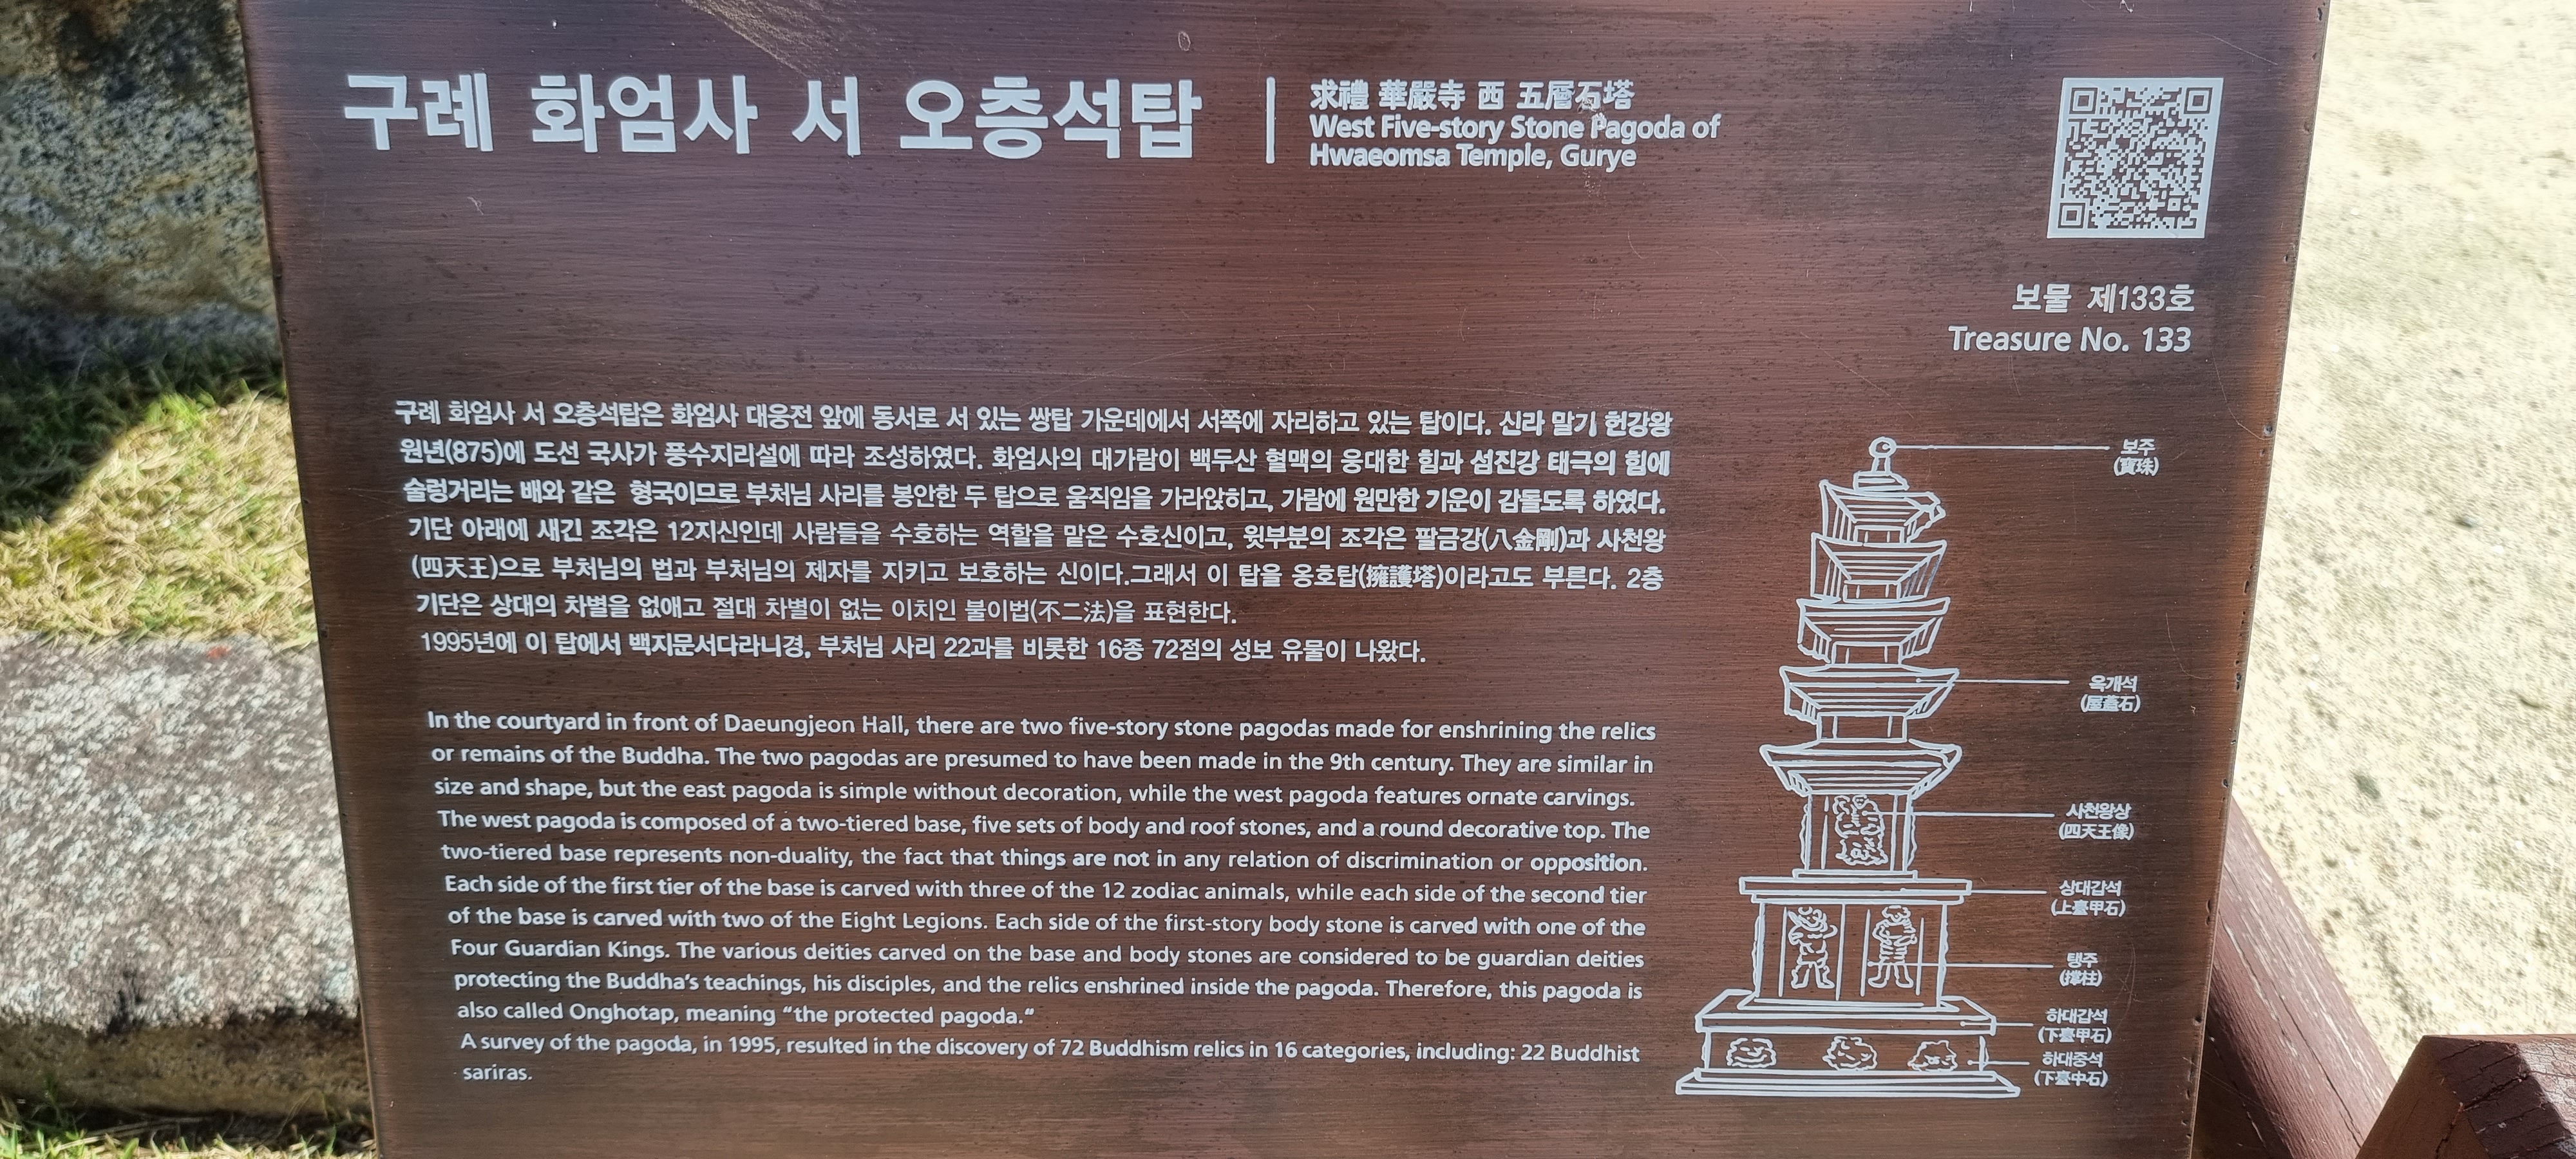 구례 화엄사 서 오층석탑
求禮 華嚴寺 西 五層石塔
West Five-story Stone Pagoda of
Hwaeomsa Temple, Gurye
보물 제133호
Treasure No. 133
구례 화엄사 서 오층석탑은 화엄사 대웅전 앞에 동서로 서 있는 쌍탑 가운데에서 서쪽에 자리하고 있는 탑이다. 신라 말기 헌강왕
원년(875)에 도선 국사가 풍수지리설에 따라 조성하였다. 화엄사의 대가람이 백두산 혈맥의 웅대한 힘과 섬진강 태극의 힘에
술렁거리는 배와 같은 형국이므로 부처님 사리를 봉안한 두 탑으로 움직임을 가라앉히고, 가람에 원만한 기운이 감돌도록 하였다.
기단 아래에 새긴 조각은 12지신인데 사람들을 수호하는 역할을 맡은 수호신이고, 윗부분의 조각은 팔금강(八金剛)과 사천왕
(四天王)으로 부처님의 법과 부처님의 제자를 지키고 보호하는 신이다.그래서 이 탑을 옹호탑(擁護塔)이라고도 부른다. 2층
기단은 상대의 차별을 없애고 절대 차별이 없는 이치인 불이법(不二法)을 표현한다.
1995년에 이 탑에서 백지문서다라니경, 부처님 사리 22과를 비롯한 16종 72점의 성보 유물이 나왔다.
In the courtyard in front of Daeungjeon Hall, there are two five-story stone pagodas made for enshrining the relics
or remains of the Buddha. The two pagodas are presumed to have been made in the 9th century. They are similar in
size and shape, but the east pagoda is simple without decoration, while the west pagoda features ornate carvings.
The west pagoda is composed of a two-tiered base, five sets of body and roof stones, and a round decorative top. The
two-tiered base represents non-duality, the fact that things are not in any relation of discrimination or opposition.
Each side of the first tier of the base is carved with three of the 12 zodiac animals, while each side of the second tier
of the base is carved with two of the Eight Legions. Each side of the first-story body stone is carved with one of the
Four Guardian Kings. The various deities carved on the base and body stones are considered to be guardian deities
protecting the Buddha's teachings, his disciples, and the relics enshrined inside the pagoda. Therefore, this pagoda is
also called Onghotap, meaning "the protected pagoda."
A survey of the pagoda, in 1995, resulted in the discovery of 72 Buddhism relics in 16 categories, including: 22 Buddhist
sariras.
보주
(寶珠)
옥개석
(屋蓋石)
사천왕상
(四天王像)
상대갑석
(上臺甲石)
탱주
(撑柱)
하대갑석
(下臺甲石)
하대중석
(下臺中石)